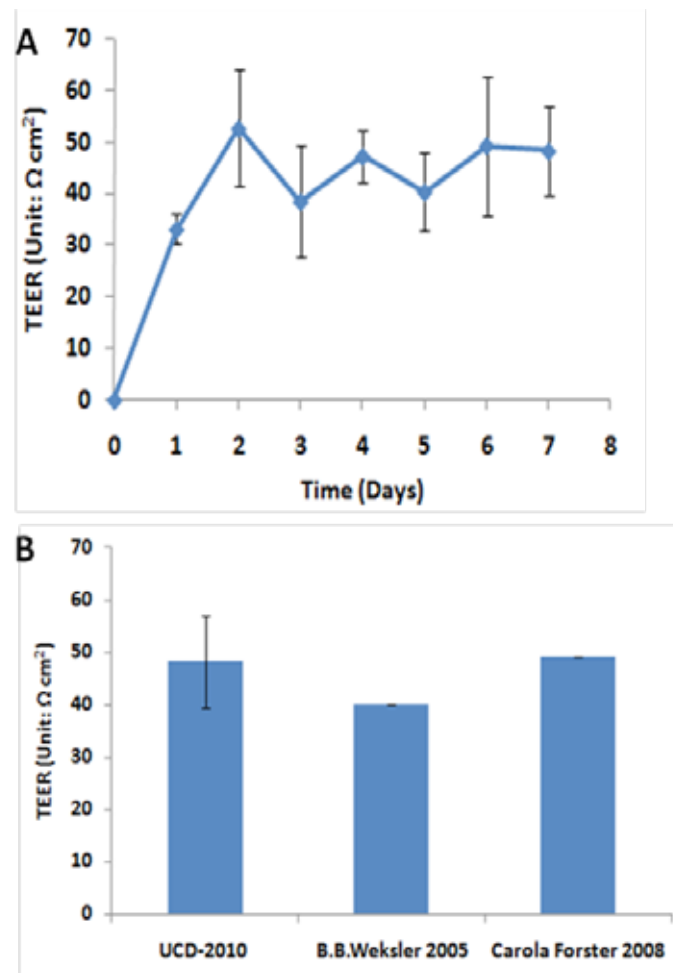 A
TEER (Unit: Ω cm²)
70
60
50
40
30
20
10
0
0 1 2 3 4 5 6 7 8
Time (Days)
B
TEER (Unit: Ω cm²)
70
60
50
40
30
20
10
0
UCD-2010 B.B.Weksler 2005 Carola Forster 2008